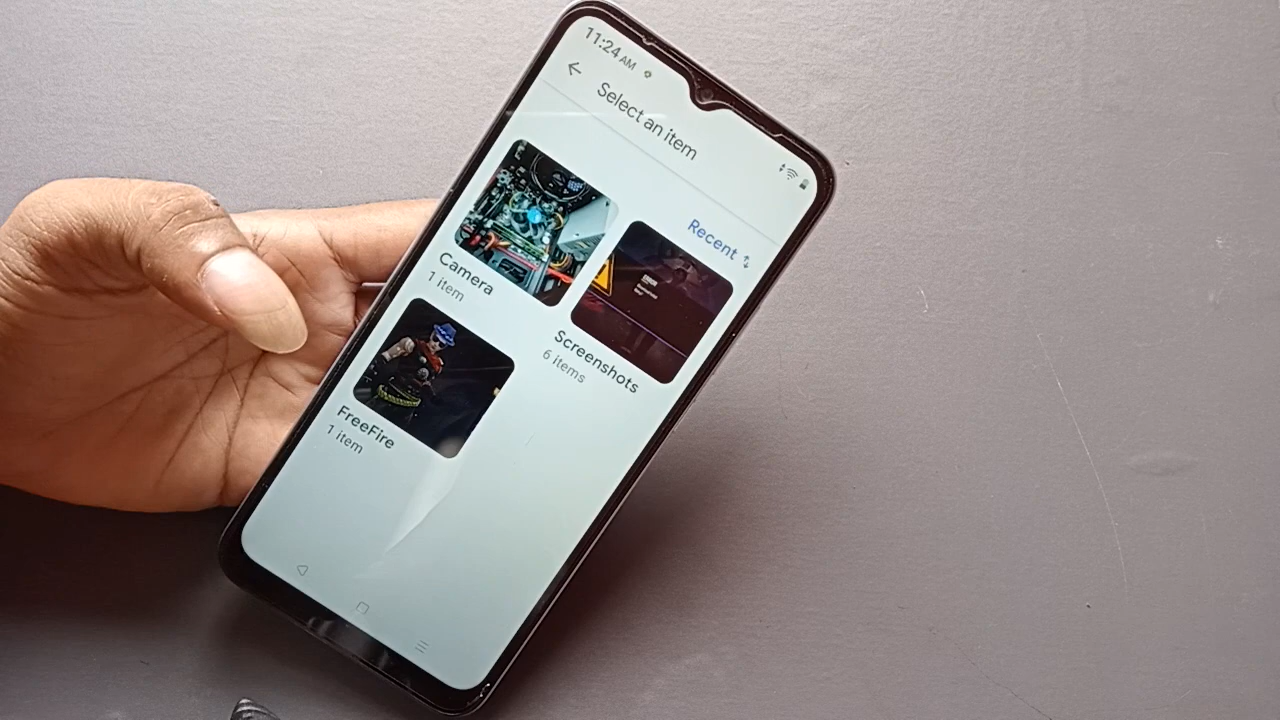 11:24 AM
Select an item
Recent
Camera
1 item
Screenshots
6 items
FreeFire
1 item